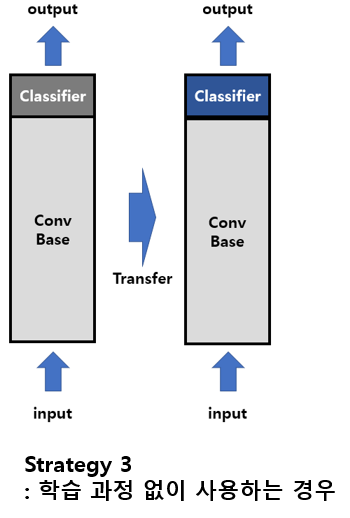 output
output
Classifier
Classifier
Conv
Base
Conv
Base
Transfer
input
input
Strategy 3
: 학습 과정 없이 사용하는 경우